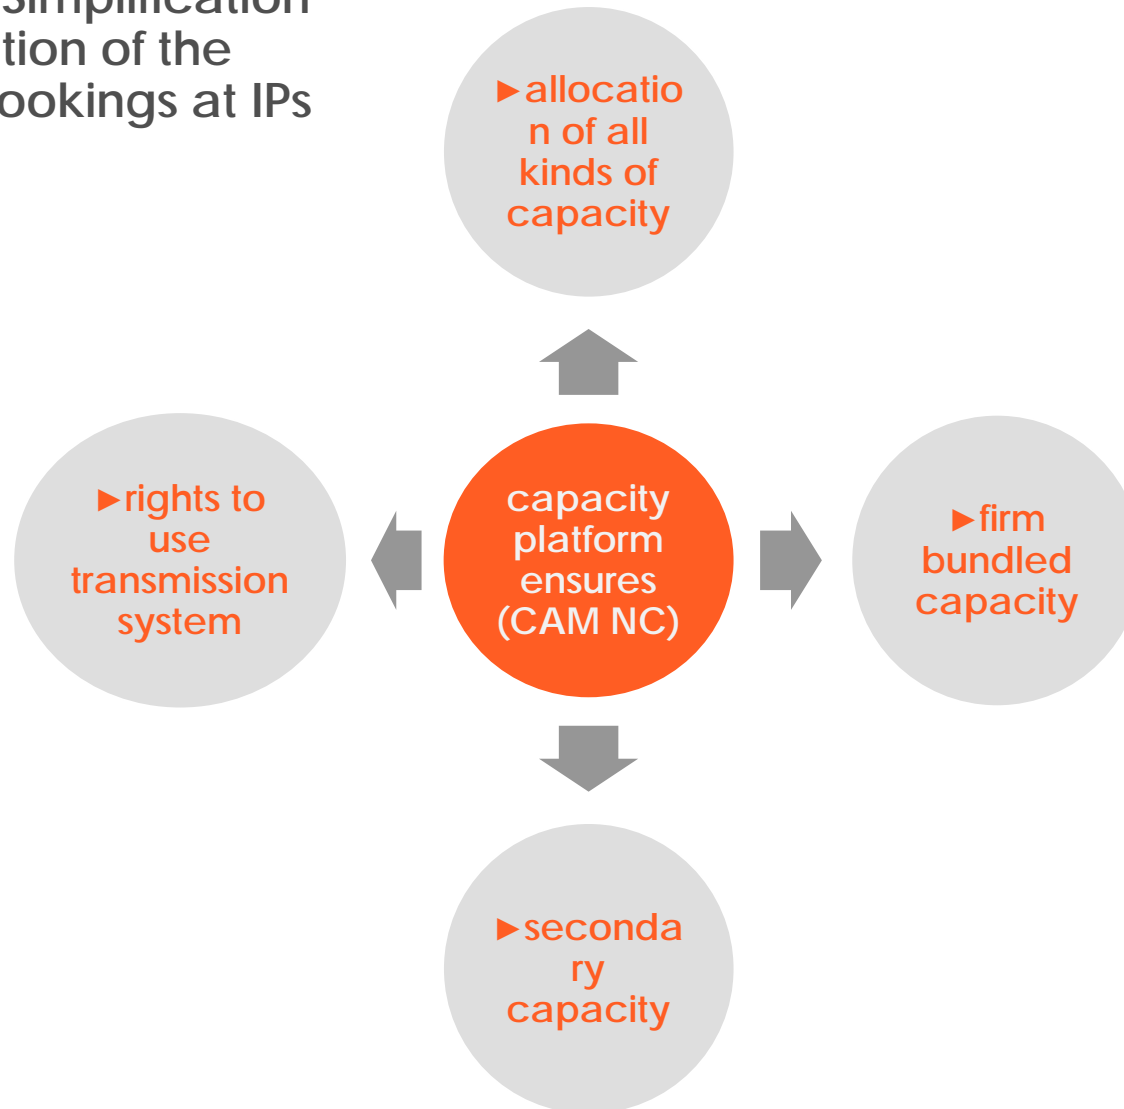 simplification
tion of the
ookings at IPs
►allocatio
n of all
kinds of
capacity
►rights to
use
transmission
system
capacity
platform
ensures
(CAM NC)
►firm
bundled
capacity
►seconda
ry
capacity